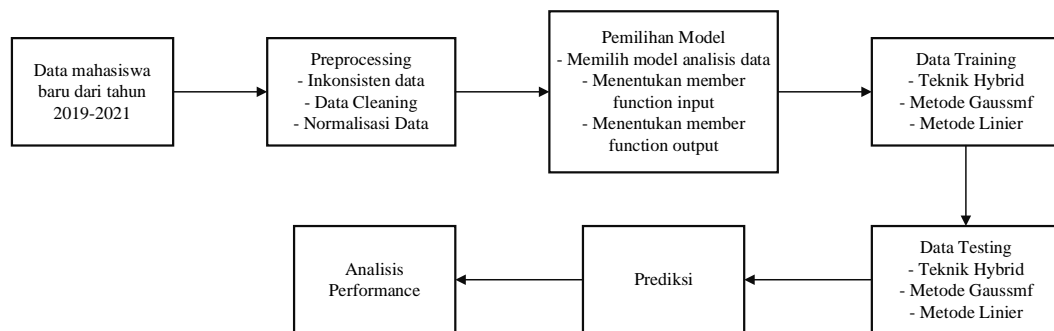 Data mahasiswa
baru dari tahun
2019-2021
Preprocessing
- Inkonsisten data
- Data Cleaning
- Normalisasi Data
Pemilihan Model
- Memilih model analisis data
- Menentukan member
function input
- Menentukan member
function output
Data Training
- Teknik Hybrid
- Metode Gaussmf
- Metode Linier
Data Testing
- Teknik Hybrid
- Metode Gaussmf
- Metode Linier
Prediksi
Analisis
Performance